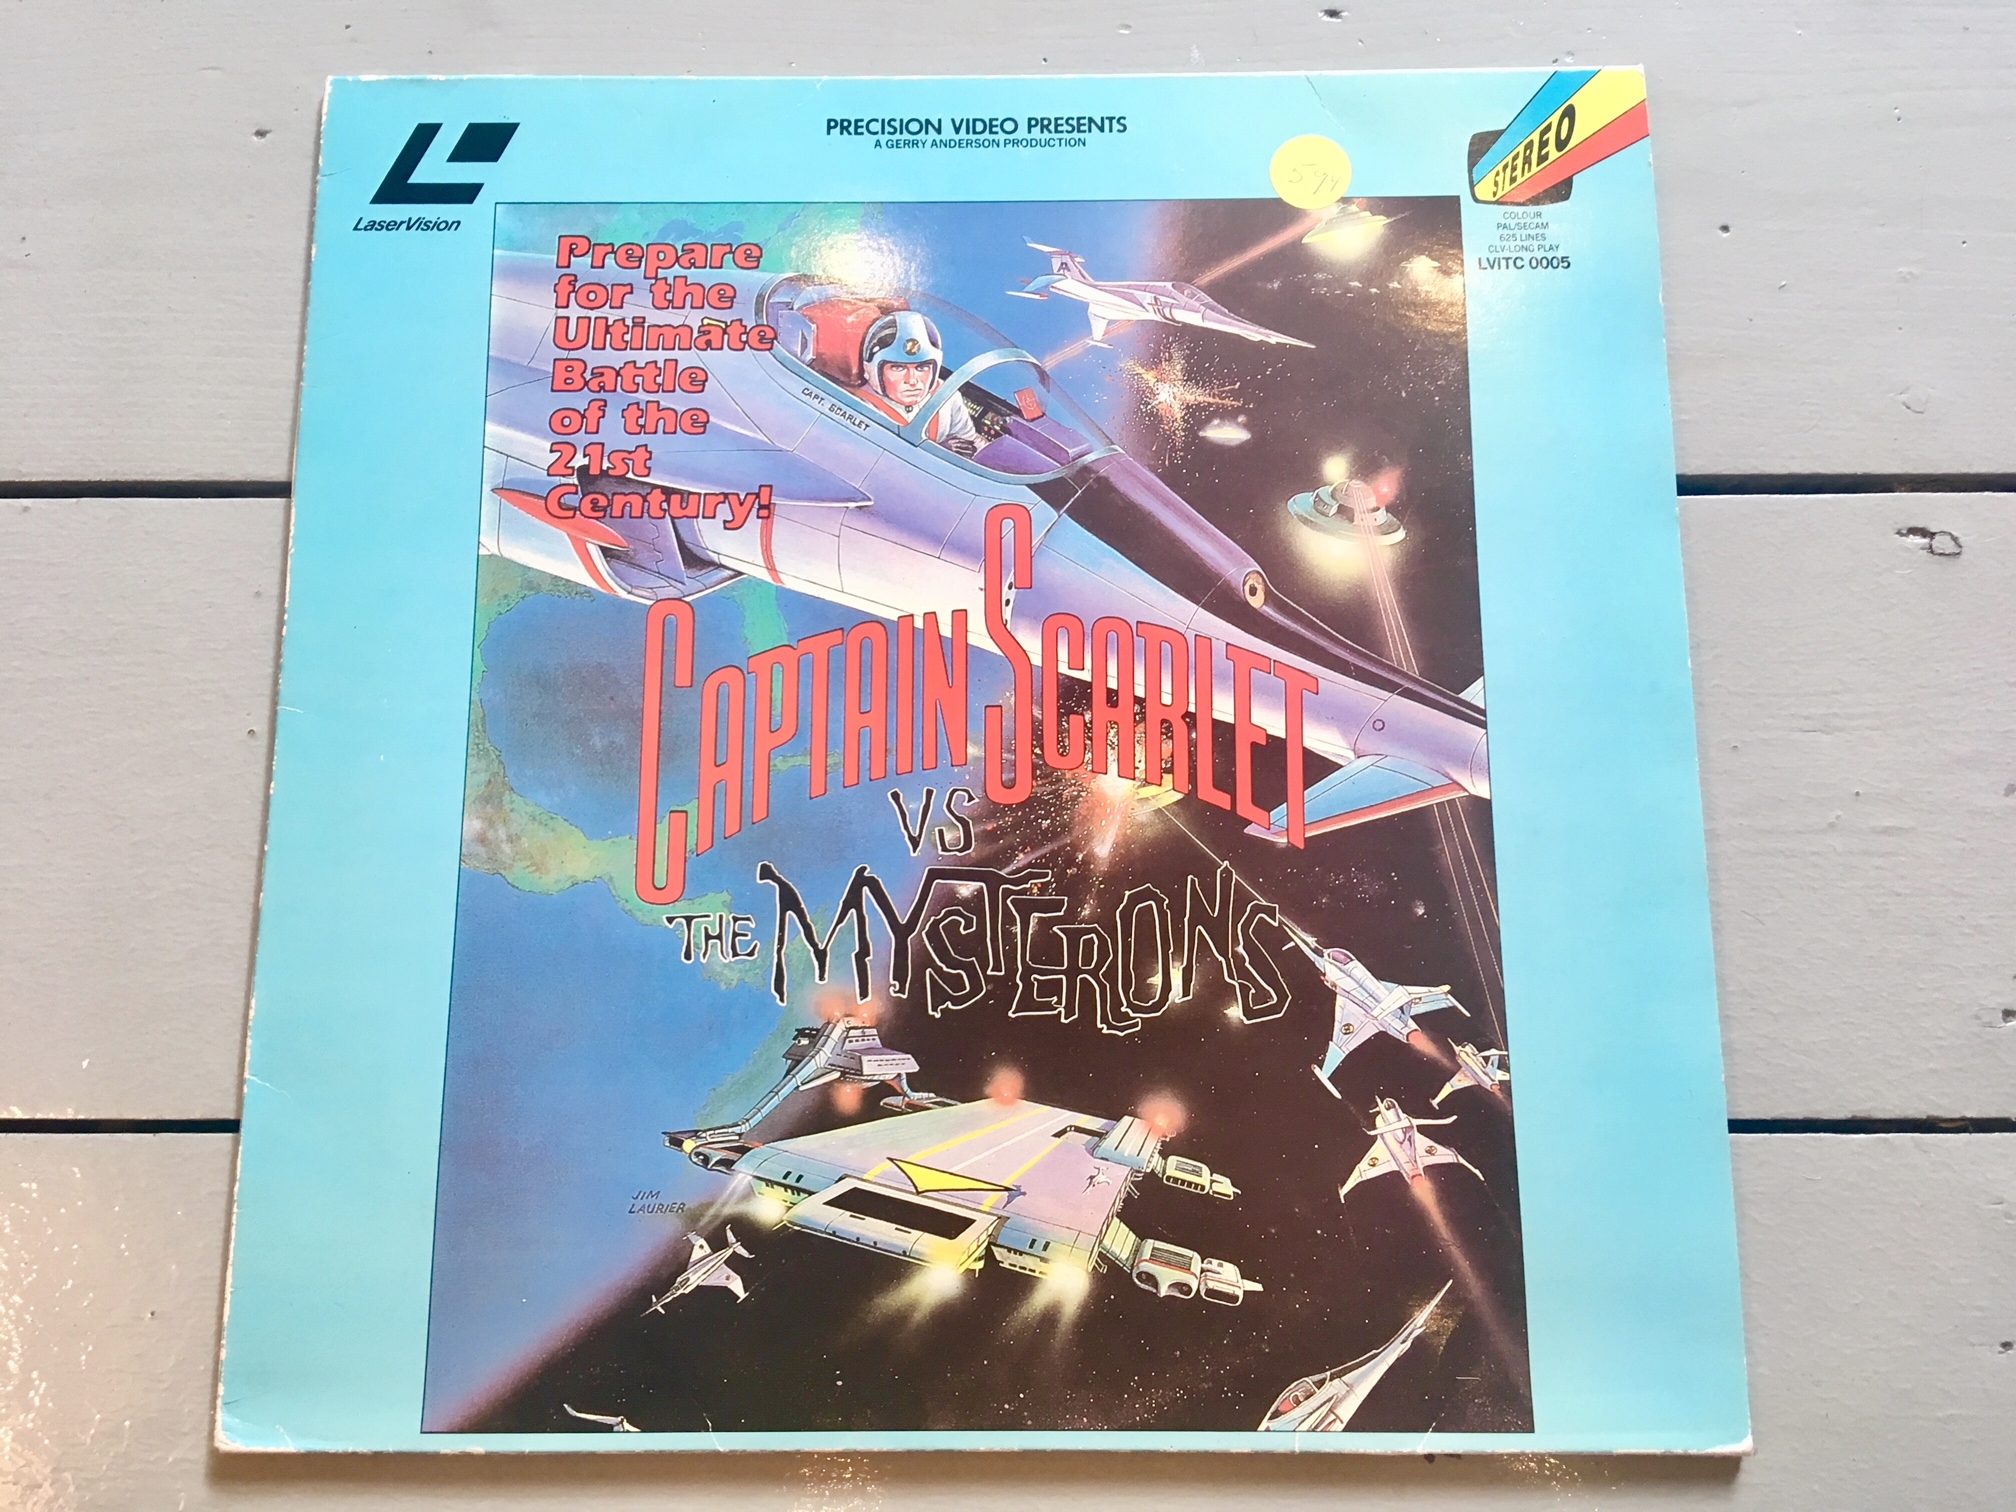 PRECISION VIDEO PRESENTS
A GERRY ANDERSON PRODUCTION
LaserVision
STEREO
COLOUR
PAL/SECAM
625 LINES
CLV-LONG PLAY
LVITC 0005
Prepare
for the
Ultimate
Battle
of the
21st
Century!
CAPT. SCARLET
CAPTAIN SCARLET
VS
THE MYSTERONS
JIM
LAURIER